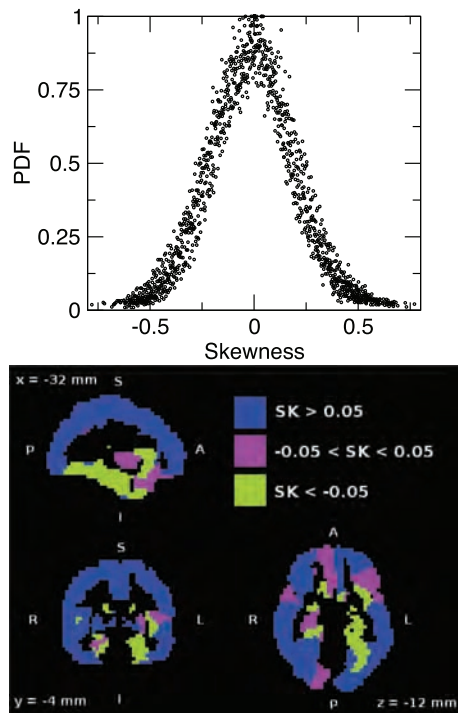 1
0.75
0.5
0.25
0
PDF
-0.5 0 0.5
Skewness
x = -32 mm S
P A
I
SK > 0.05
-0.05 < SK < 0.05
SK < -0.05
S
R L
I
y = -4 mm
A
R L
P
z = -12 mm